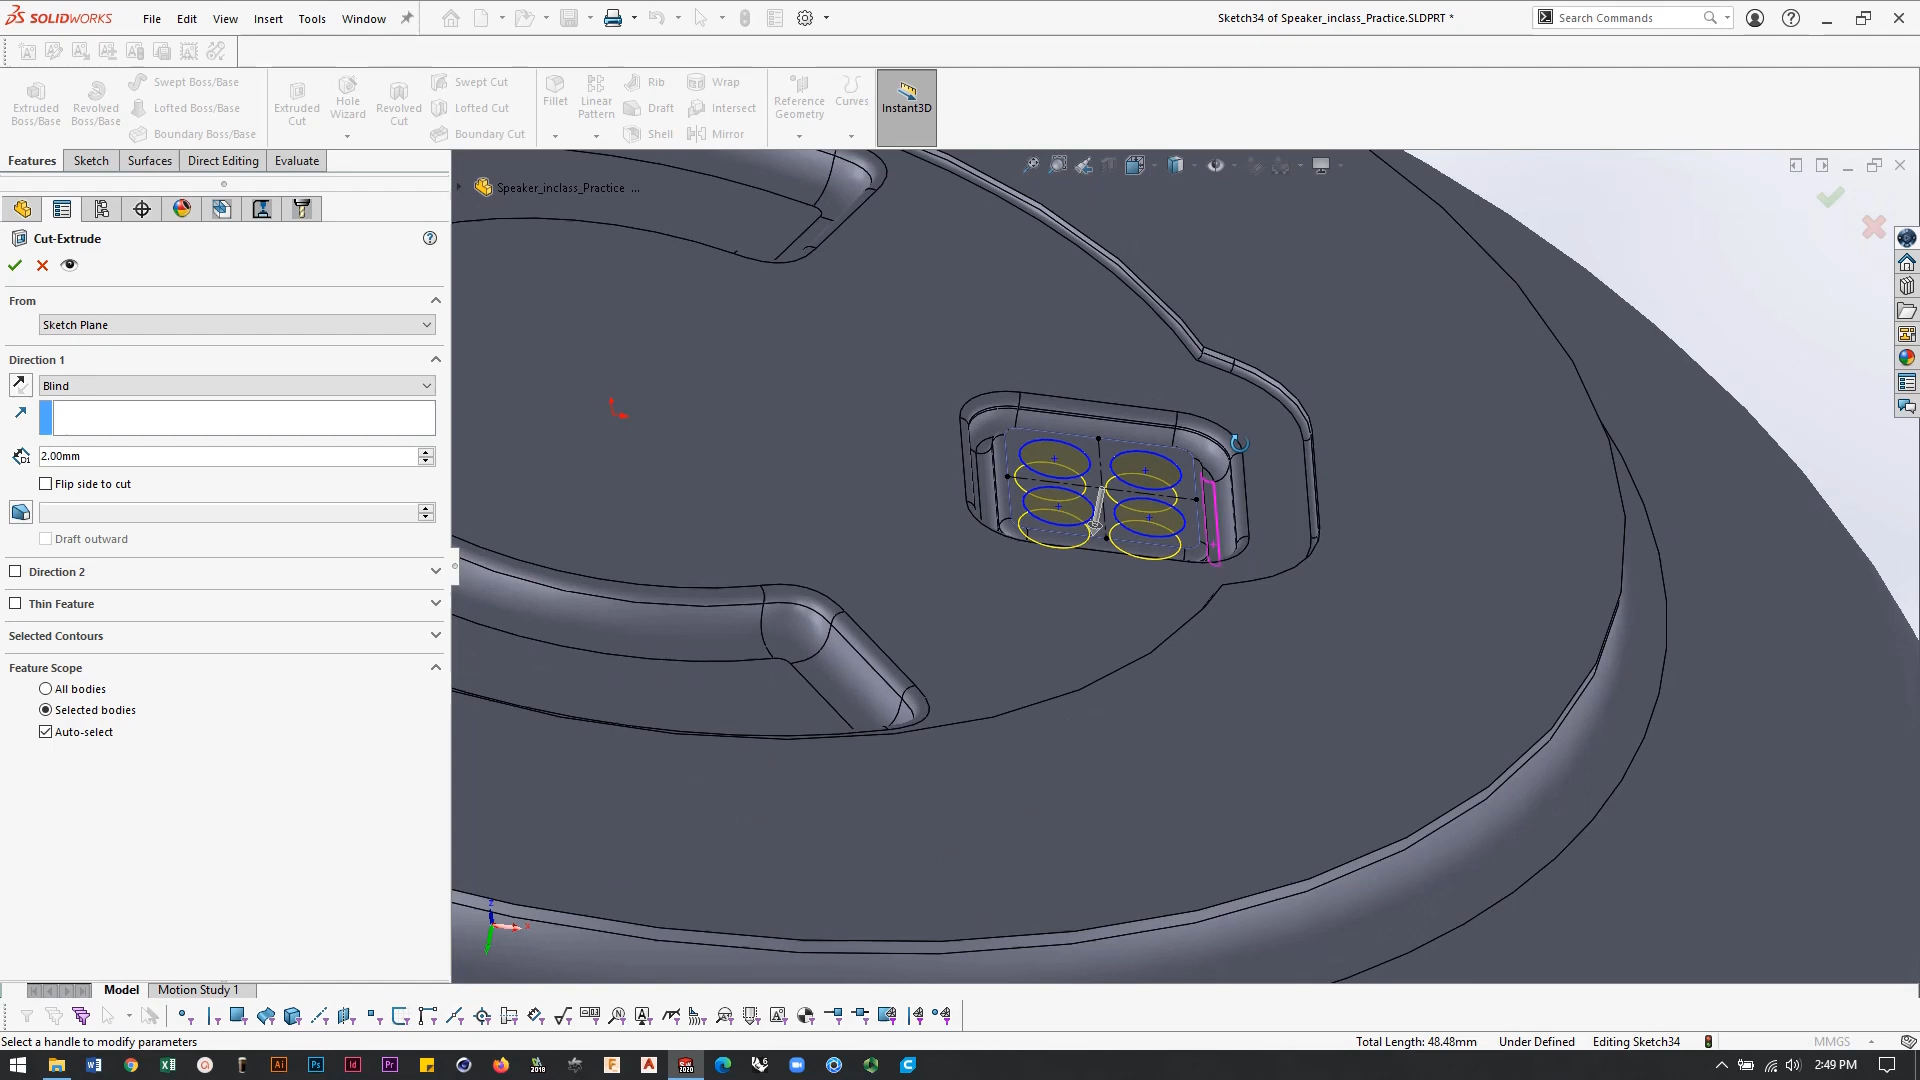 SOLIDWORKS File Edit View Insert Tools Window Sketch34 of Speaker_inclass_Practice.SLDPRT * Search Commands
Extruded Boss/Base Revolved Boss/Base Swept Boss/Base Lofted Boss/Base Boundary Boss/Base Extruded Cut Hole Wizard Revolved Cut Swept Cut Lofted Cut Boundary Cut Fillet Linear Pattern Rib Draft Shell Wrap Intersect Mirror Reference Geometry Curves Instant3D
Features Sketch Surfaces Direct Editing Evaluate
Speaker_inclass_Practice ...
Cut-Extrude
From
Sketch Plane
Direction 1
Blind
2.00mm
Flip side to cut
Draft outward
Direction 2
Thin Feature
Selected Contours
Feature Scope
All bodies
Selected bodies
Auto-select
Model Motion Study 1
Select a handle to modify parameters Total Length: 48.48mm Under Defined Editing Sketch34 MMGS
2:49 PM